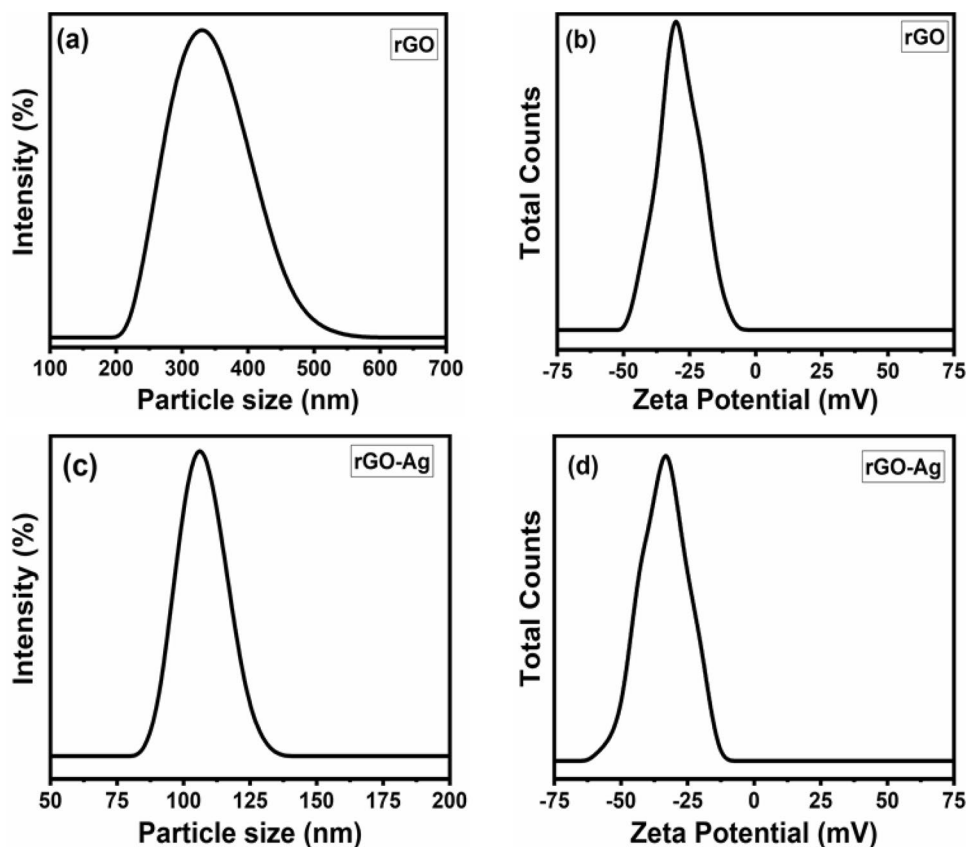 (a)
rGO
Intensity (%)
100 200 300 400 500 600 700
Particle size (nm)
(b)
rGO
Total Counts
-75 -50 -25 0 25 50 75
Zeta Potential (mV)
(c)
rGO-Ag
Intensity (%)
50 75 100 125 150 175 200
Particle size (nm)
(d)
rGO-Ag
Total Counts
-75 -50 -25 0 25 50 75
Zeta Potential (mV)